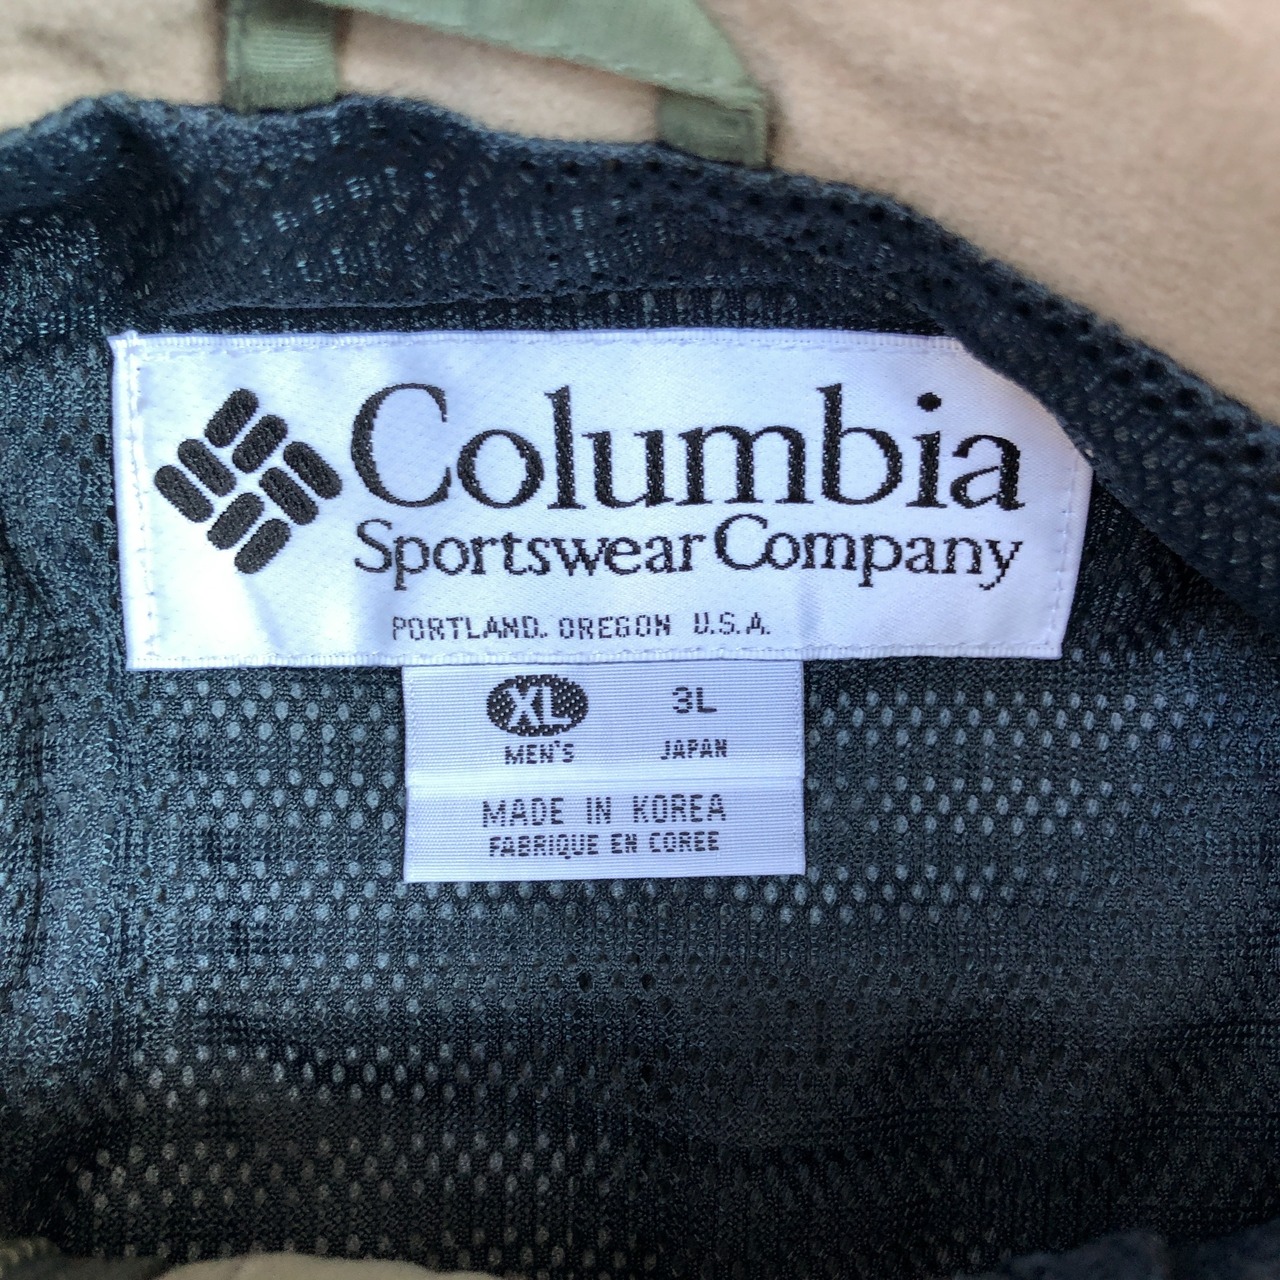 Columbia
Sportswear Company
PORTLAND. OREGON U.S.A.
XL 3L
MEN'S JAPAN
MADE IN KOREA
FABRIQUE EN COREE